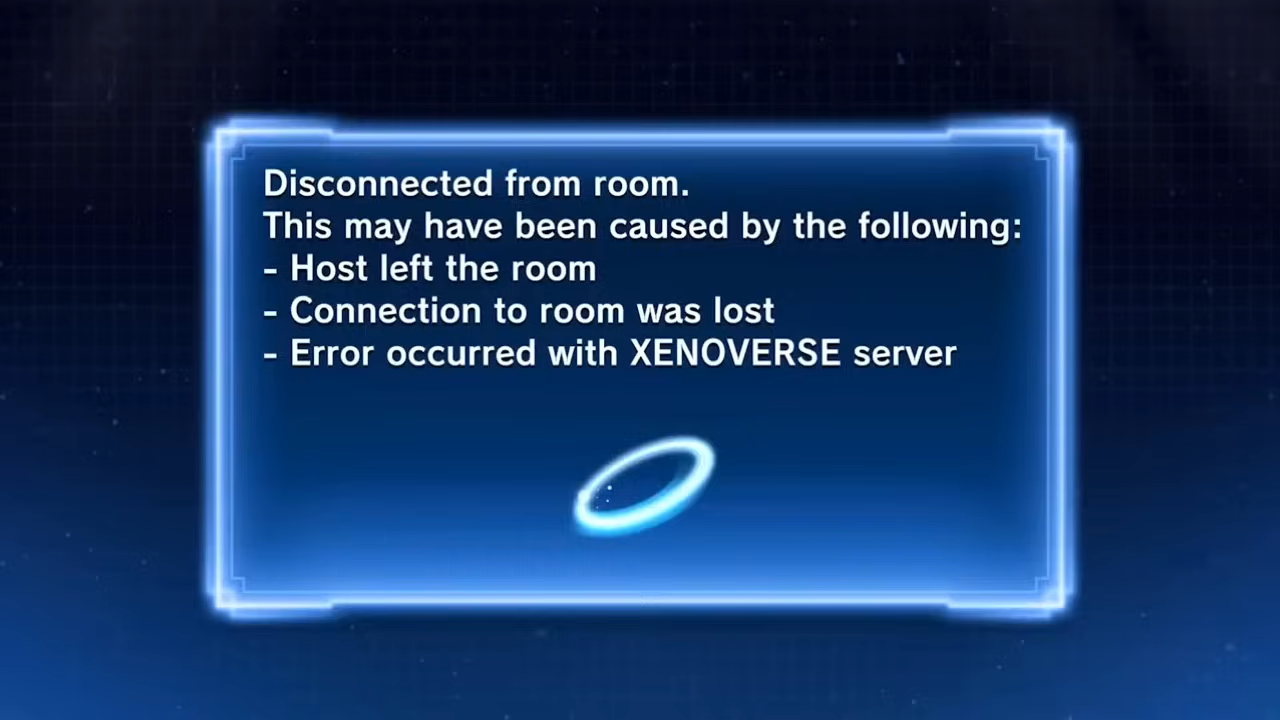 Disconnected from room.
This may have been caused by the following:
- Host left the room
- Connection to room was lost
- Error occurred with XENOVERSE server